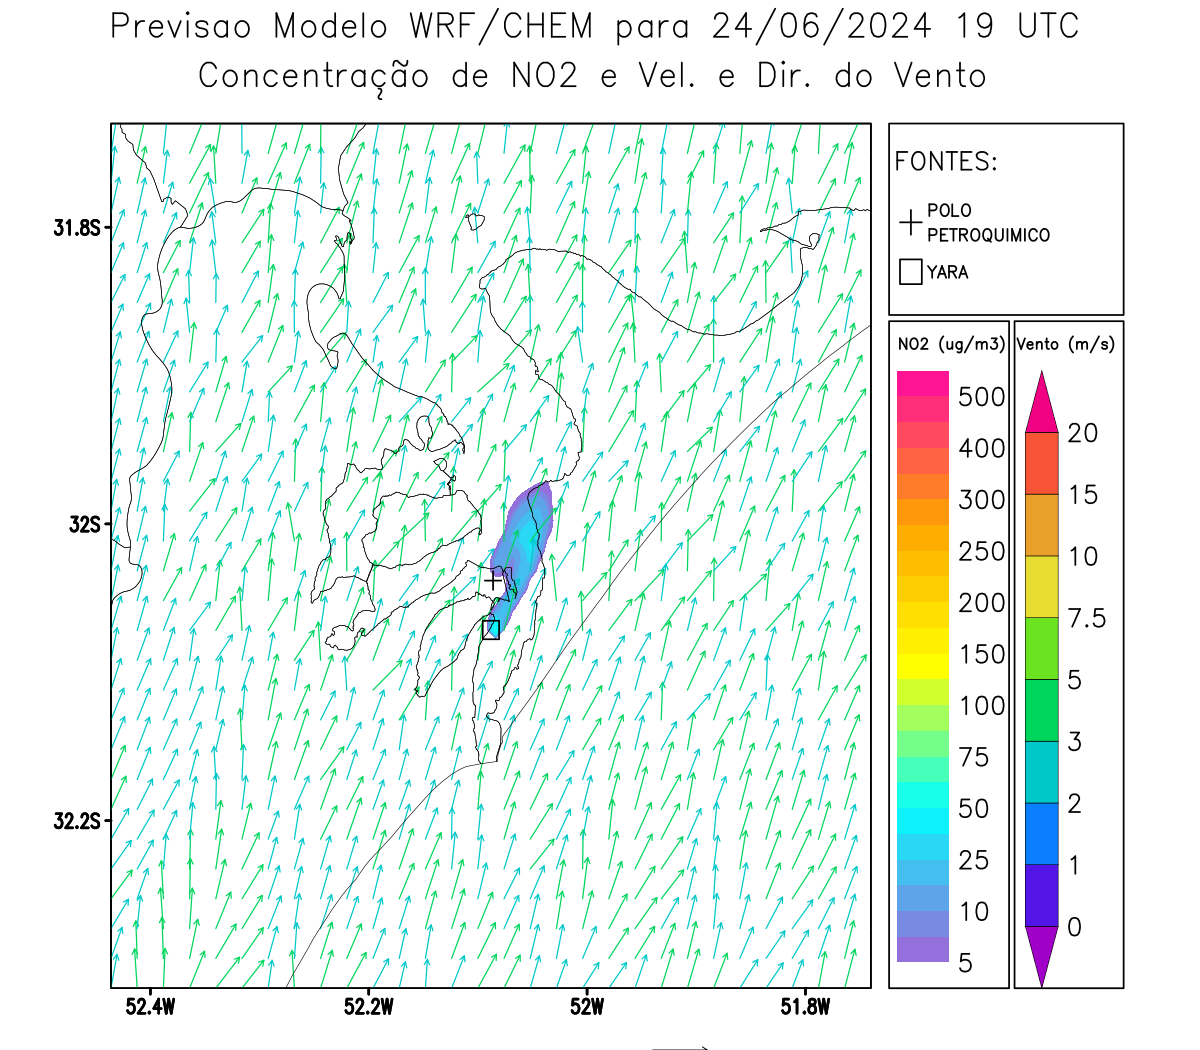 Previsao Modelo WRF/CHEM para 24/06/2024 19 UTC
Concentração de NO2 e Vel. e Dir. do Vento
FONTES:
POLO
PETROQUIMICO
YARA
31.8S
32S
32.2S
52.4W
52.2W
52W
51.8W
NO2 (ug/m3)
500
400
300
250
200
150
100
75
50
25
10
5
Vento (m/s)
20
15
10
7.5
5
3
2
1
0